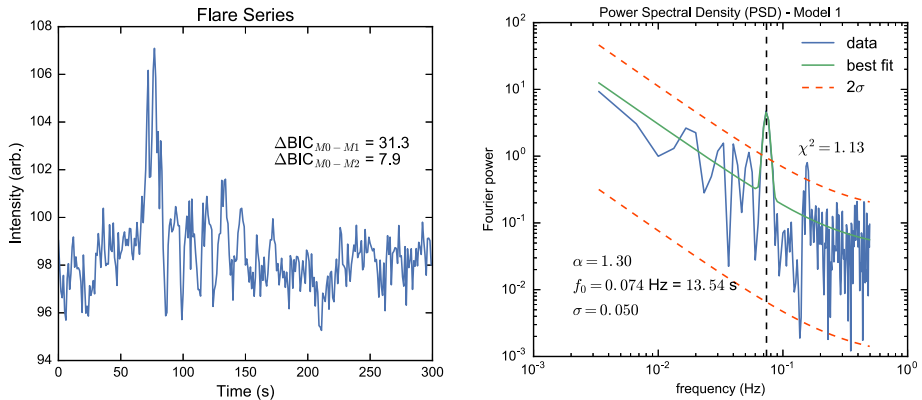 Flare Series
Intensity (arb.)
108
106
104
102
100
98
96
94
ΔBIC_{M0−M1} = 31.3
ΔBIC_{M0−M2} = 7.9
0 50 100 150 200 250 300
Time (s)
Power Spectral Density (PSD) - Model 1
Fourier power
10^2
10^1
10^0
10^{-1}
10^{-2}
10^{-3}
data
best fit
2σ
χ^2 = 1.13
α = 1.30
f_0 = 0.074 Hz = 13.54 s
σ = 0.050
10^{-3} 10^{-2} 10^{-1} 10^0
frequency (Hz)